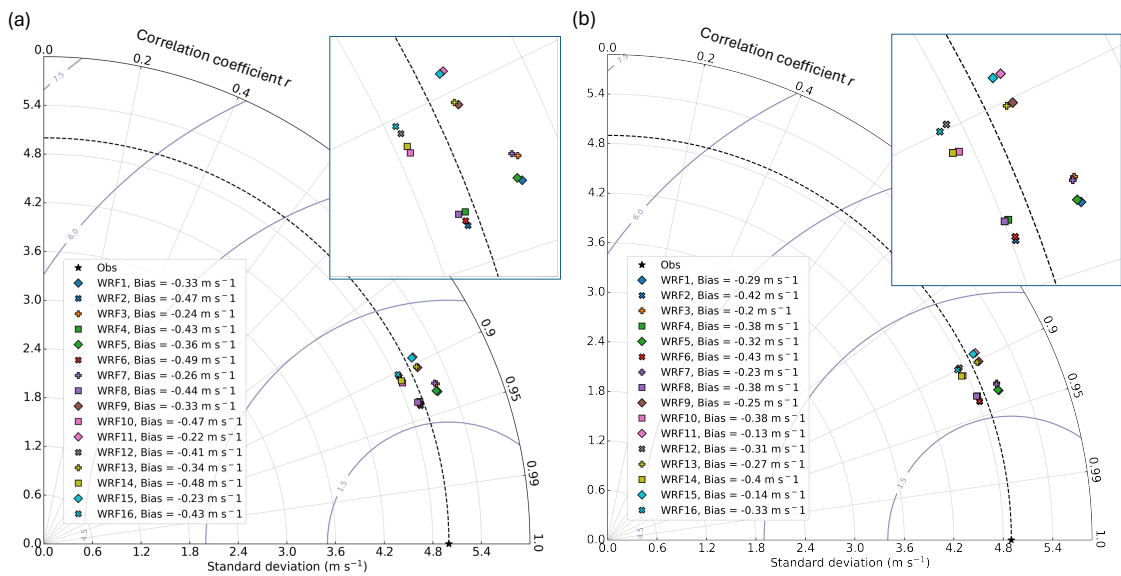 (a)
Correlation coefficient r
0.0
0.2
0.4
0.9
0.95
0.99
1.0
7.5
6.0
1.5
4.5
5.4
4.8
4.2
3.6
3.0
2.4
1.8
1.2
0.6
0.0
Obs
WRF1, Bias = -0.33 m s⁻¹
WRF2, Bias = -0.47 m s⁻¹
WRF3, Bias = -0.24 m s⁻¹
WRF4, Bias = -0.43 m s⁻¹
WRF5, Bias = -0.36 m s⁻¹
WRF6, Bias = -0.49 m s⁻¹
WRF7, Bias = -0.26 m s⁻¹
WRF8, Bias = -0.44 m s⁻¹
WRF9, Bias = -0.33 m s⁻¹
WRF10, Bias = -0.47 m s⁻¹
WRF11, Bias = -0.22 m s⁻¹
WRF12, Bias = -0.41 m s⁻¹
WRF13, Bias = -0.34 m s⁻¹
WRF14, Bias = -0.48 m s⁻¹
WRF15, Bias = -0.23 m s⁻¹
WRF16, Bias = -0.43 m s⁻¹
0.0 0.6 1.2 1.8 2.4 3.0 3.6 4.2 4.8 5.4
Standard deviation (m s⁻¹)
(b)
Correlation coefficient r
0.0
0.2
0.4
0.9
0.95
0.99
1.0
7.5
6.0
1.5
4.5
5.4
4.8
4.2
3.6
3.0
2.4
1.8
1.2
0.6
0.0
Obs
WRF1, Bias = -0.29 m s⁻¹
WRF2, Bias = -0.42 m s⁻¹
WRF3, Bias = -0.2 m s⁻¹
WRF4, Bias = -0.38 m s⁻¹
WRF5, Bias = -0.32 m s⁻¹
WRF6, Bias = -0.43 m s⁻¹
WRF7, Bias = -0.23 m s⁻¹
WRF8, Bias = -0.38 m s⁻¹
WRF9, Bias = -0.25 m s⁻¹
WRF10, Bias = -0.38 m s⁻¹
WRF11, Bias = -0.13 m s⁻¹
WRF12, Bias = -0.31 m s⁻¹
WRF13, Bias = -0.27 m s⁻¹
WRF14, Bias = -0.4 m s⁻¹
WRF15, Bias = -0.14 m s⁻¹
WRF16, Bias = -0.33 m s⁻¹
0.0 0.6 1.2 1.8 2.4 3.0 3.6 4.2 4.8 5.4
Standard deviation (m s⁻¹)